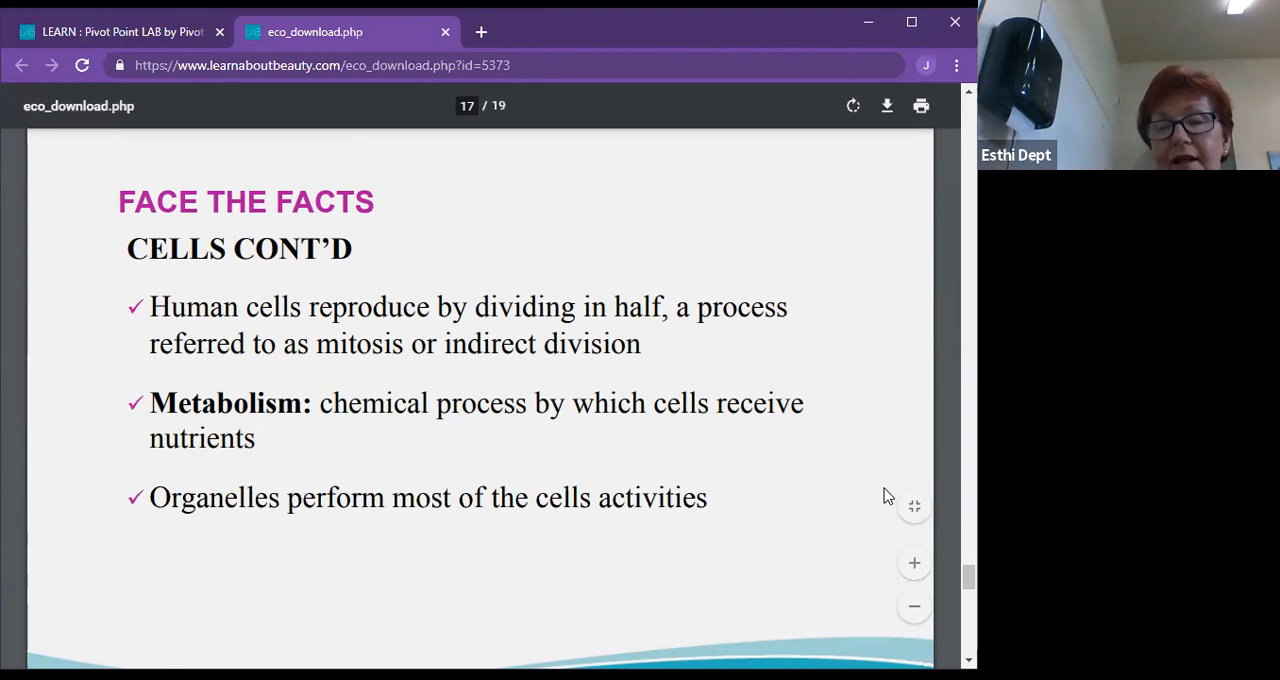 LEARN : Pivot Point LAB by Pivot
eco_download.php
https://www.learnaboutbeauty.com/eco_download.php?id=5373
J
eco_download.php
17 / 19
FACE THE FACTS
CELLS CONT’D
✓ Human cells reproduce by dividing in half, a process
referred to as mitosis or indirect division
✓ Metabolism: chemical process by which cells receive
nutrients
✓ Organelles perform most of the cells activities
Esthi Dept